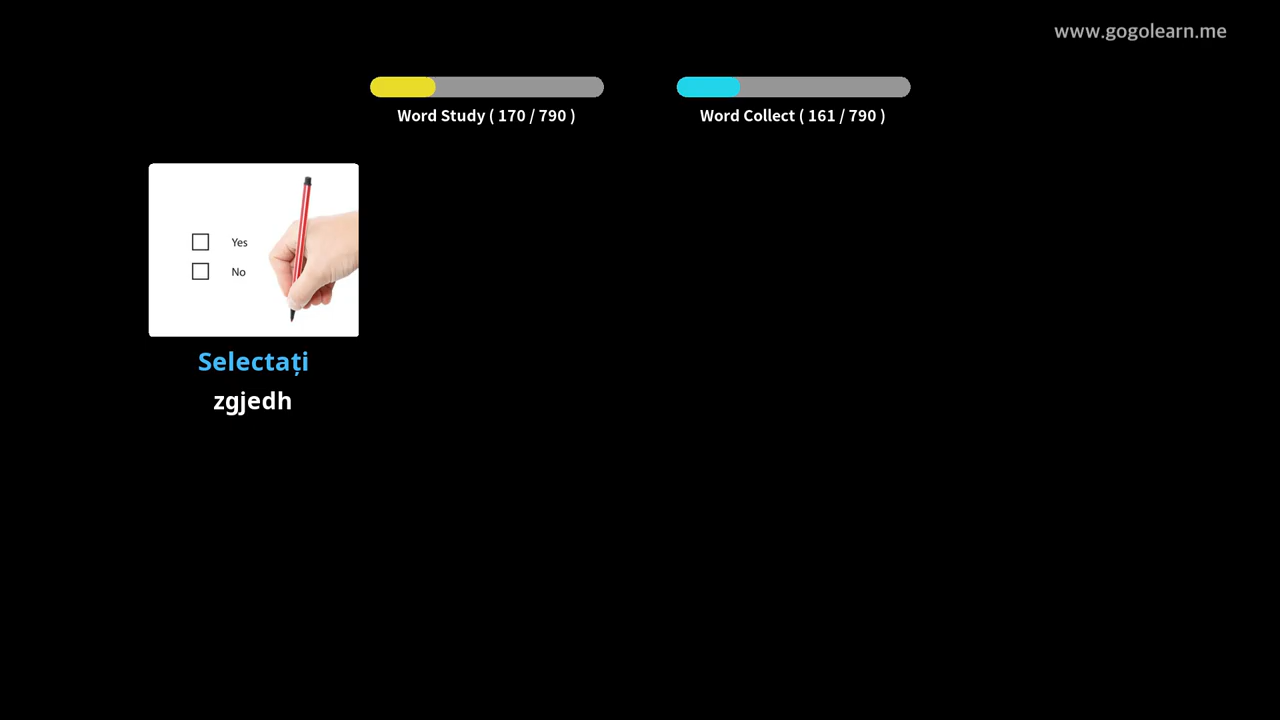 www.gogolearn.me
Word Study ( 170 / 790 )
Word Collect ( 161 / 790 )
Yes
No
Selectați
zgjedh